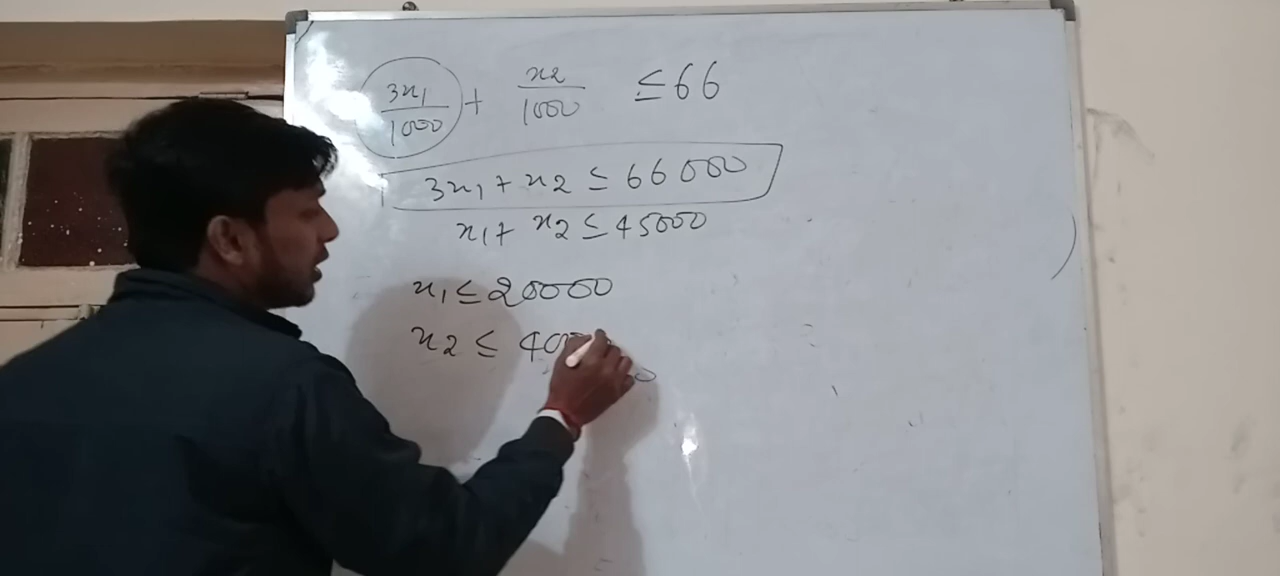 3x₁/1000 + x₂/1000 ≤ 66
3x₁ + x₂ ≤ 66000
x₁ + x₂ ≤ 45000
x₁ ≤ 20000
x₂ ≤